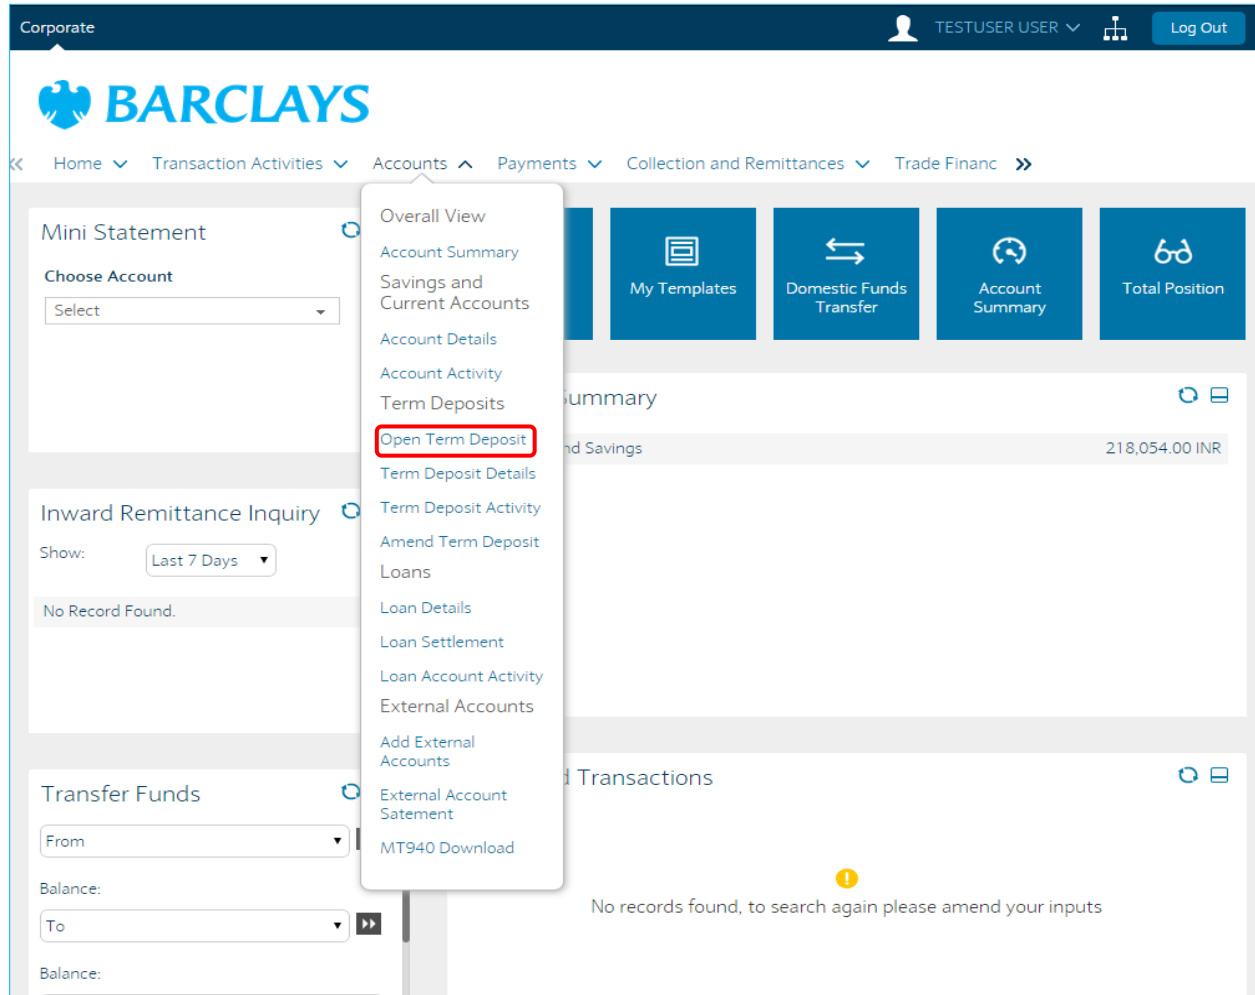 Corporate
TESTUSER USER
Log Out
BARCLAYS
Home
Transaction Activities
Accounts
Payments
Collection and Remittances
Trade Financ
Mini Statement
Choose Account
Select
Overall View
Account Summary
Savings and
Current Accounts
Account Details
Account Activity
Term Deposits
Open Term Deposit
Term Deposit Details
Term Deposit Activity
Amend Term Deposit
Loans
Loan Details
Loan Settlement
Loan Account Activity
External Accounts
Add External
Accounts
External Account
Satement
MT940 Download
My Templates
Domestic Funds
Transfer
Account
Summary
Total Position
Summary
nd Savings
218,054.00 INR
Inward Remittance Inquiry
Show:
Last 7 Days
No Record Found.
Transfer Funds
From
Balance:
To
Balance:
d Transactions
No records found, to search again please amend your inputs